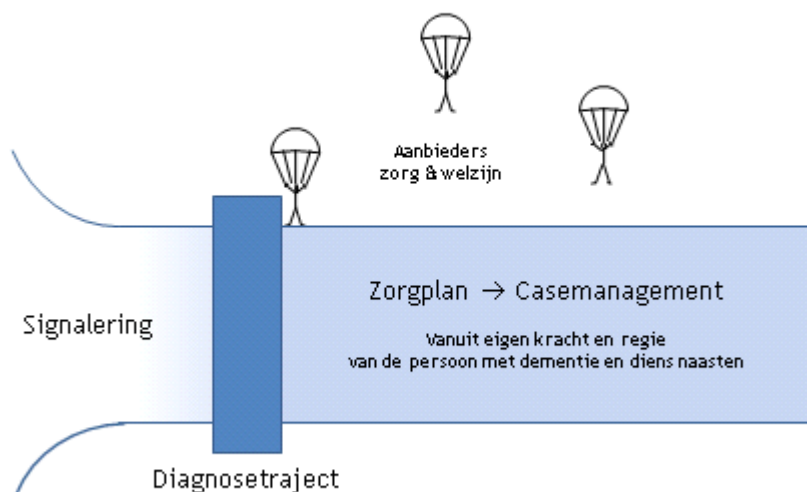 Aanbieders
zorg & welzijn
Zorgplan → Casemanagement
Signalering
Vanuit eigen kracht en regie
van de persoon met dementie en diens naasten
Diagnosetraject